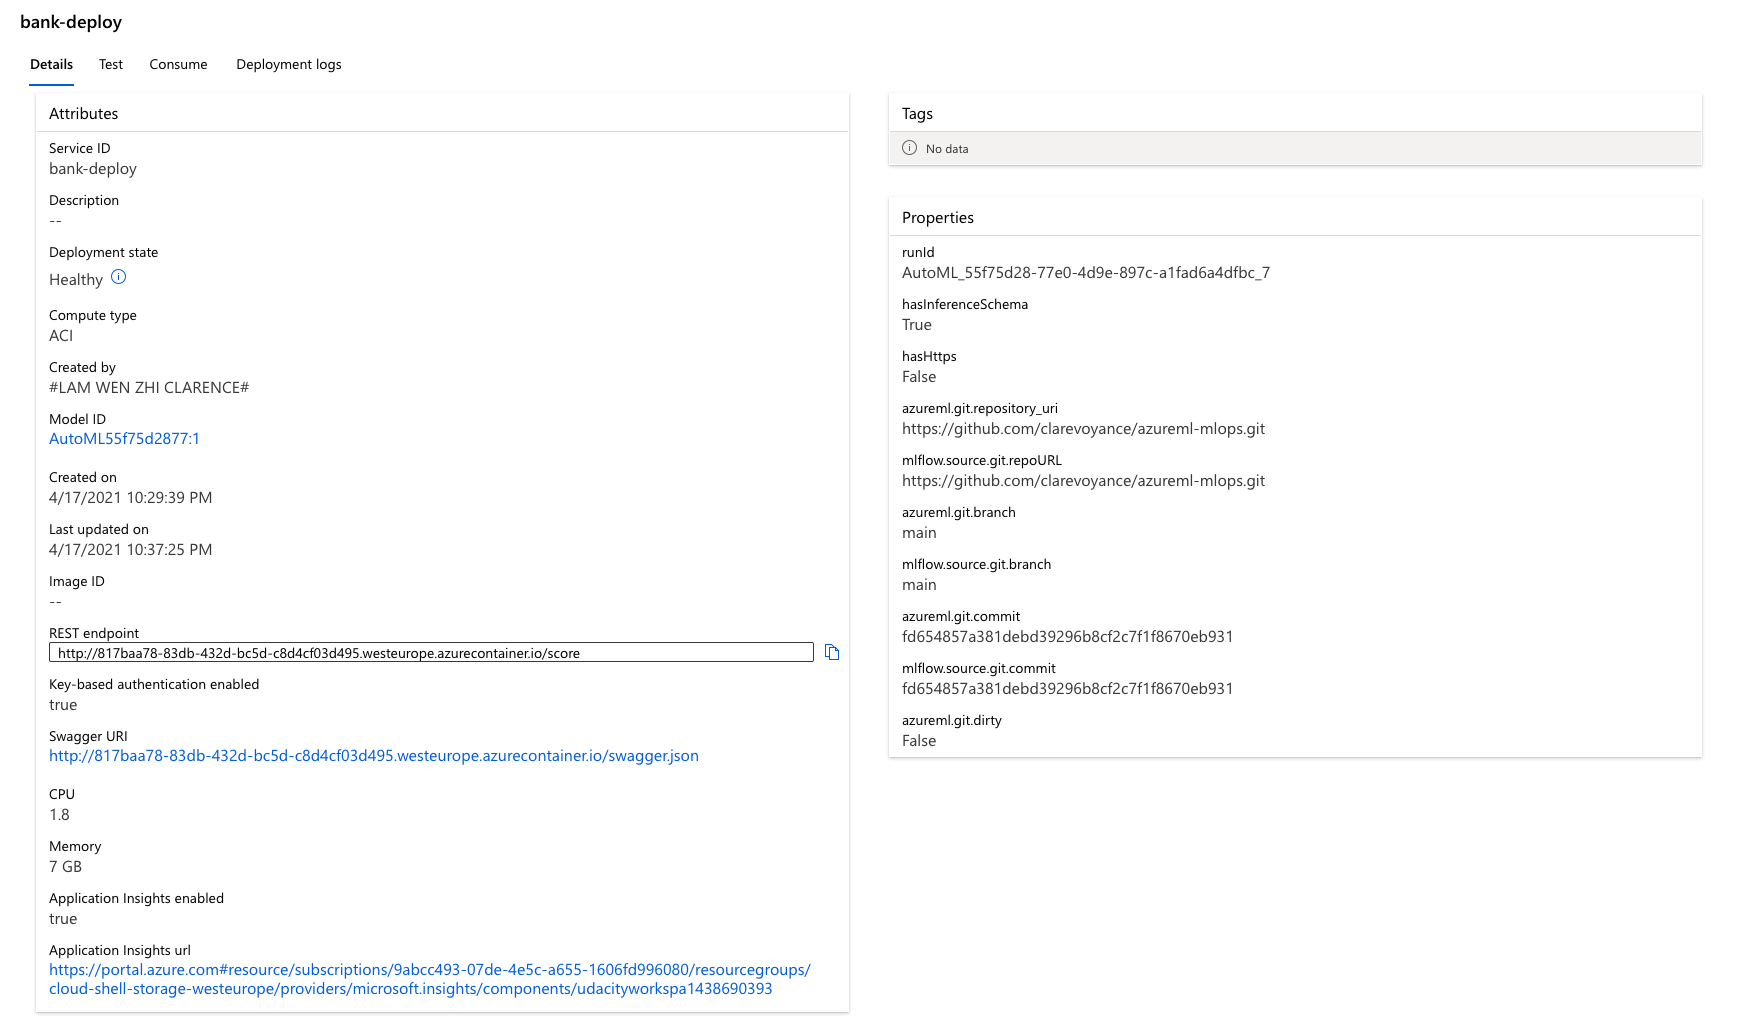 bank-deploy
Details
Test
Consume
Deployment logs
Attributes
Service ID
bank-deploy
Description
--
Deployment state
Healthy
Compute type
ACI
Created by
#LAM WEN ZHI CLARENCE#
Model ID
AutoML55f75d2877:1
Created on
4/17/2021 10:29:39 PM
Last updated on
4/17/2021 10:37:25 PM
Image ID
--
REST endpoint
http://817baa78-83db-432d-bc5d-c8d4cf03d495.westeurope.azurecontainer.io/score
Key-based authentication enabled
true
Swagger URI
http://817baa78-83db-432d-bc5d-c8d4cf03d495.westeurope.azurecontainer.io/swagger.json
CPU
1.8
Memory
7 GB
Application Insights enabled
true
Application Insights url
https://portal.azure.com#resource/subscriptions/9abcc493-07de-4e5c-a655-1606fd996080/resourcegroups/
cloud-shell-storage-westeurope/providers/microsoft.insights/components/udacityworkspa1438690393
Tags
No data
Properties
runId
AutoML_55f75d28-77e0-4d9e-897c-a1fad6a4dfbc_7
hasInferenceSchema
True
hasHttps
False
azureml.git.repository_uri
https://github.com/clarevoyance/azureml-mlops.git
mlflow.source.git.repoURL
https://github.com/clarevoyance/azureml-mlops.git
azureml.git.branch
main
mlflow.source.git.branch
main
azureml.git.commit
fd654857a381debd39296b8cf2c7f1f8670eb931
mlflow.source.git.commit
fd654857a381debd39296b8cf2c7f1f8670eb931
azureml.git.dirty
False